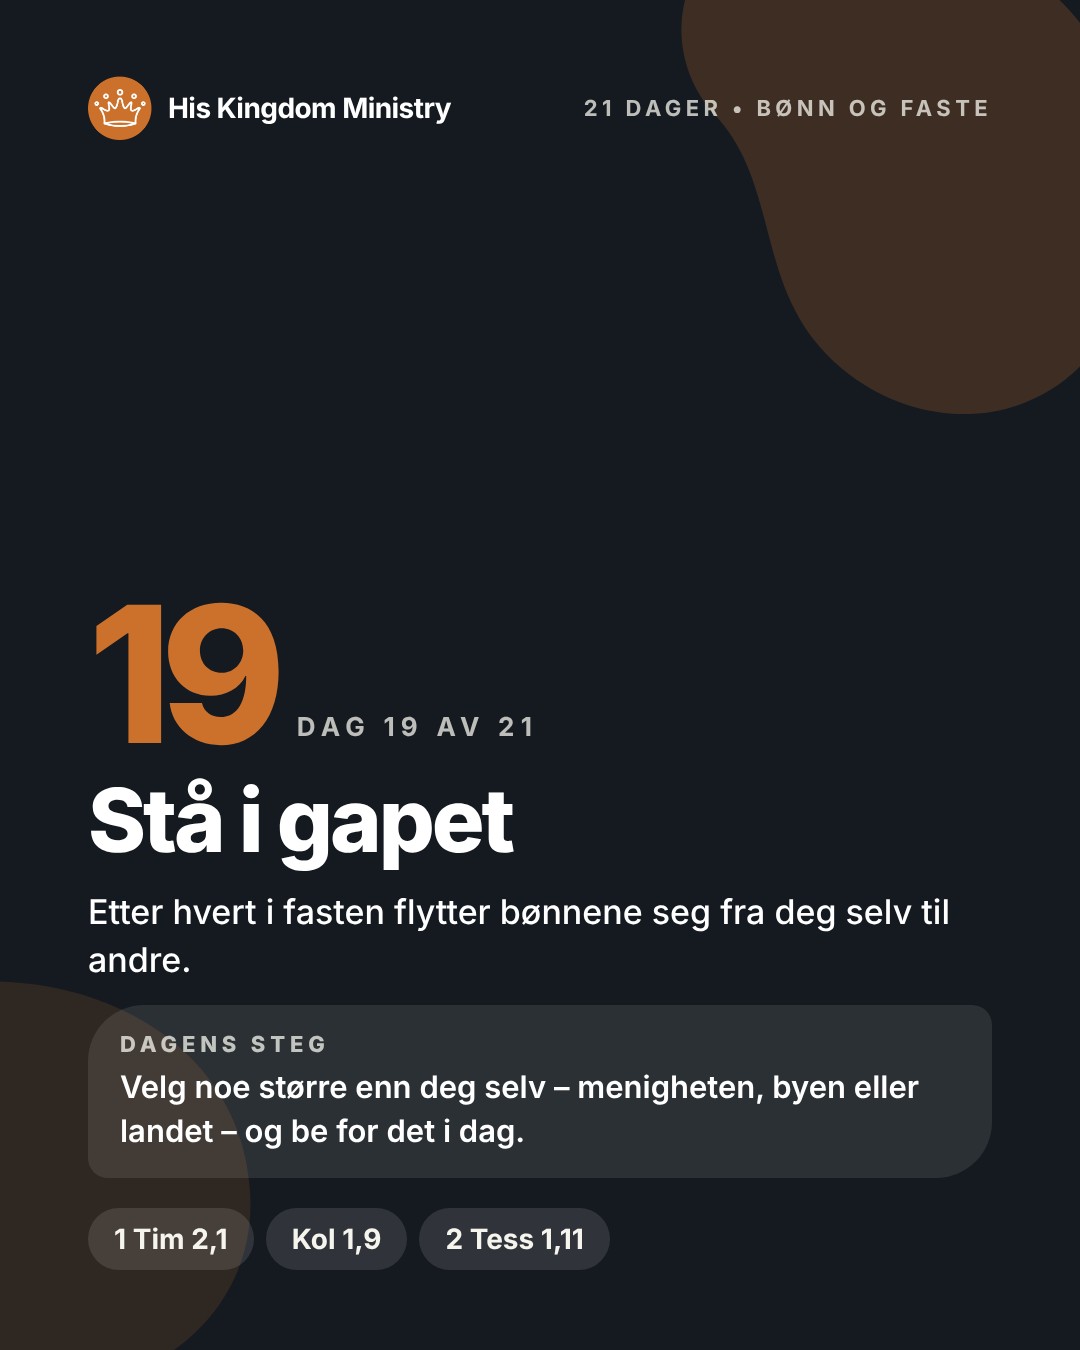 His Kingdom Ministry
21 DAGER • BØNN OG FASTE
19
DAG 19 AV 21
Stå i gapet
Etter hvert i fasten flytter bønnene seg fra deg selv til
andre.
DAGENS STEG
Velg noe større enn deg selv – menigheten, byen eller
landet – og be for det i dag.
1 Tim 2,1
Kol 1,9
2 Tess 1,11